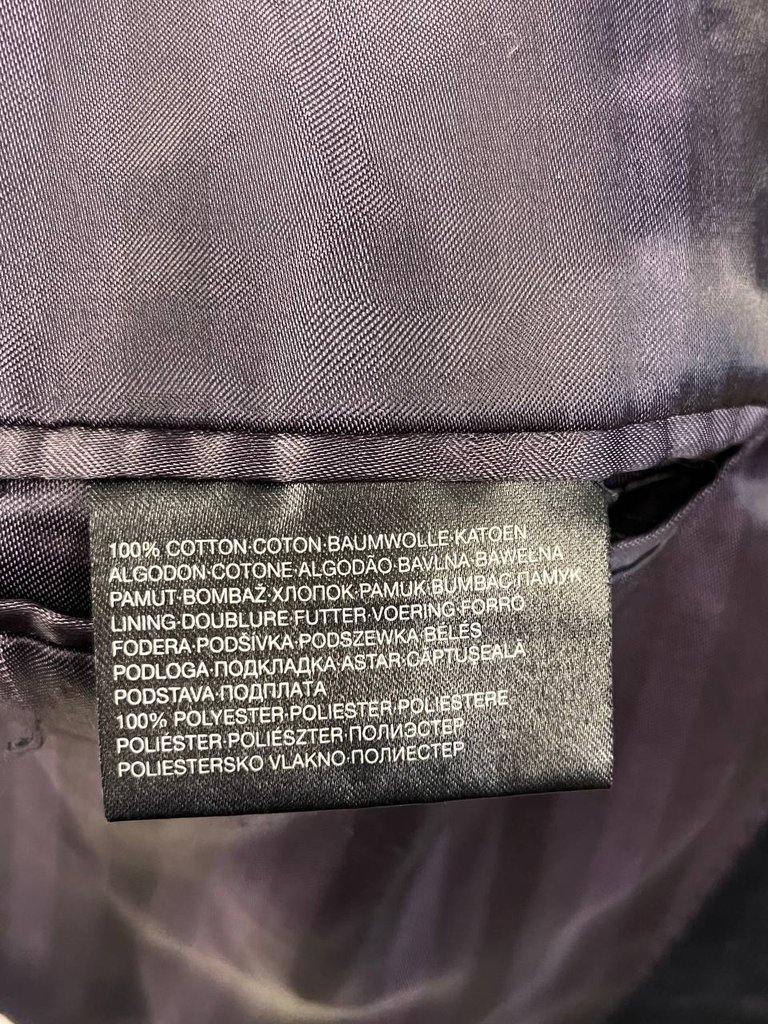 100% COTTON·COTON·BAUMWOLLE·KATOEN
ALGODON·COTONE·ALGODÃO·BAVLNA·BAWEŁNA
PAMUT·BOMBAŽ·ХЛОПОК·PAMUK·BUMBAC·ПАМУК
LINING·DOUBLURE·FUTTER·VOERING·FORRO
FODERA·PODŠÍVKA·PODSZEWKA·BÉLÉS
PODLOGA·ПОДКЛАДКА·ASTAR·CĂPTUŞEALĂ
PODSTAVA·ПОДПЛАТА
100% POLYESTER·POLIESTER·POLIESTERE
POLIÉSTER·POLIÉSZTER·ПОЛИЭСТЕР
POLIESTERSKO VLAKNO·ПОЛИЕСТЕР